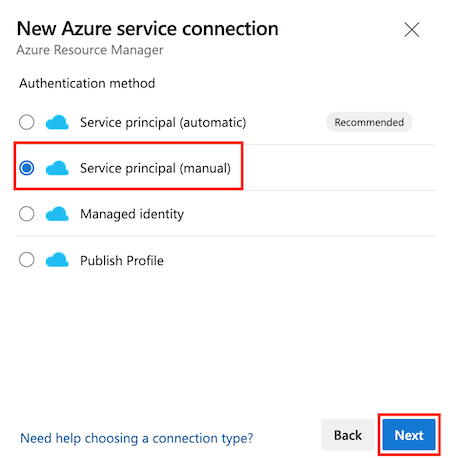 New Azure service connection
Azure Resource Manager
Authentication method
Service principal (automatic) Recommended
Service principal (manual)
Managed identity
Publish Profile
Need help choosing a connection type? Back Next